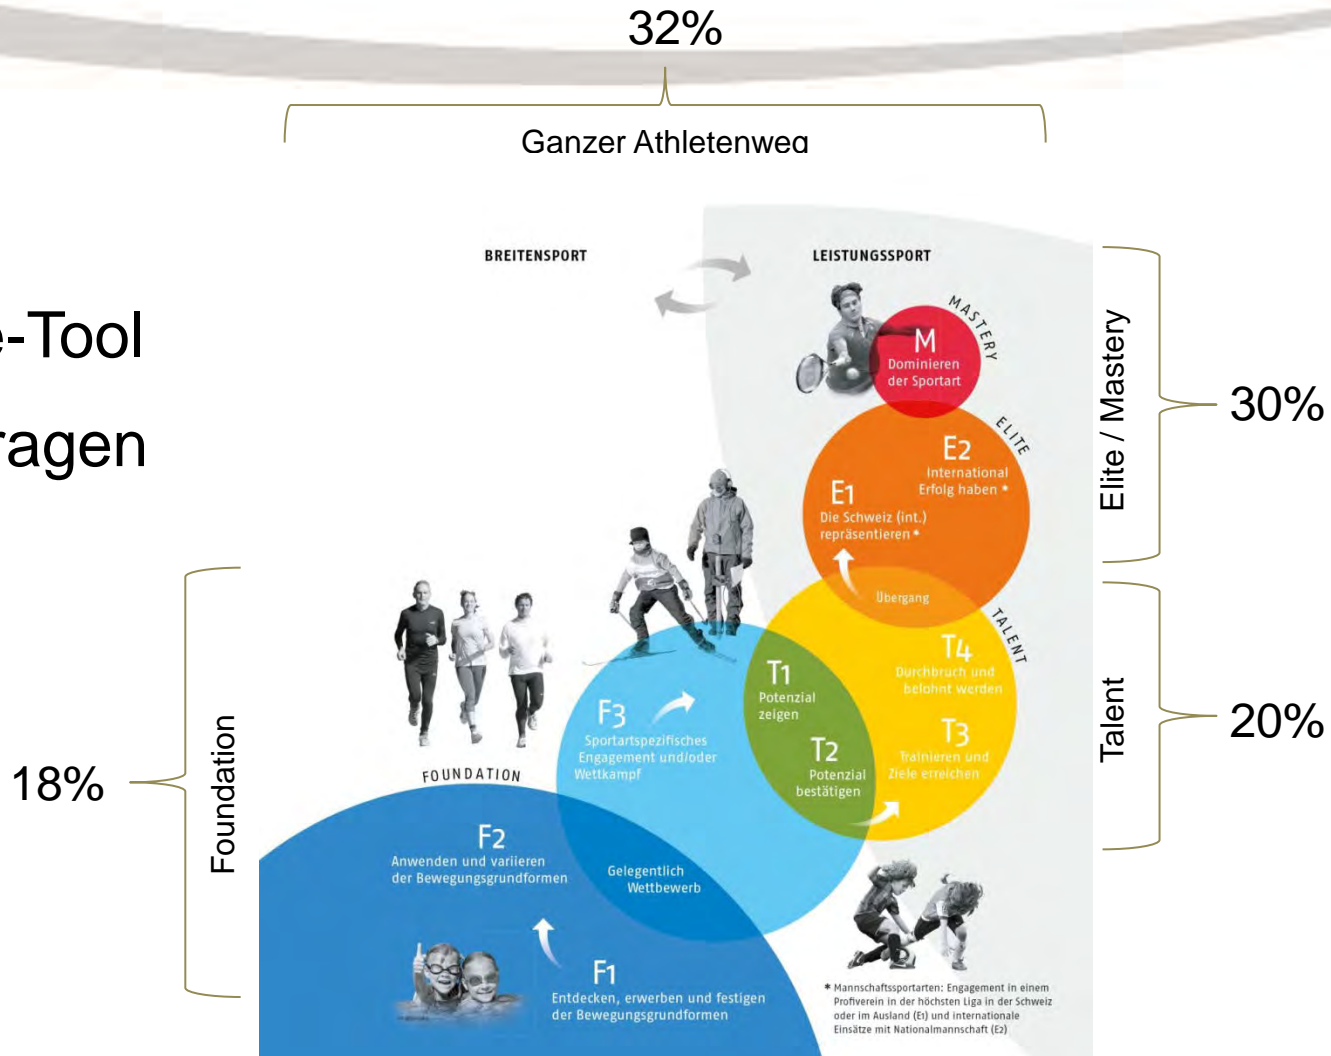 32%
Ganzer Athletenweg
e-Tool
ragen
BREITENSPORT
LEISTUNGSSPORT
MASTERY
M
Dominieren
der Sportart
Elite / Mastery
30%
ELITE
E2
International
Erfolg haben *
E1
Die Schweiz (int.)
repräsentieren *
Übergang
TALENT
T4
Durchbruch und
belohnt werden
T3
Trainieren und
Ziele erreichen
Talent
20%
T1
Potenzial
zeigen
T2
Potenzial
bestätigen
F3
Sportartspezifisches
Engagement und/oder
Wettkampf
FOUNDATION
18%
Foundation
F2
Anwenden und variieren
der Bewegungsgrundformen
Gelegentlich
Wettbewerb
F1
Entdecken, erwerben und festigen
der Bewegungsgrundformen
* Mannschaftssportarten: Engagement in einem
Profiverein in der höchsten Liga in der Schweiz
oder im Ausland (E1) und internationale
Einsätze mit Nationalmannschaft (E2)